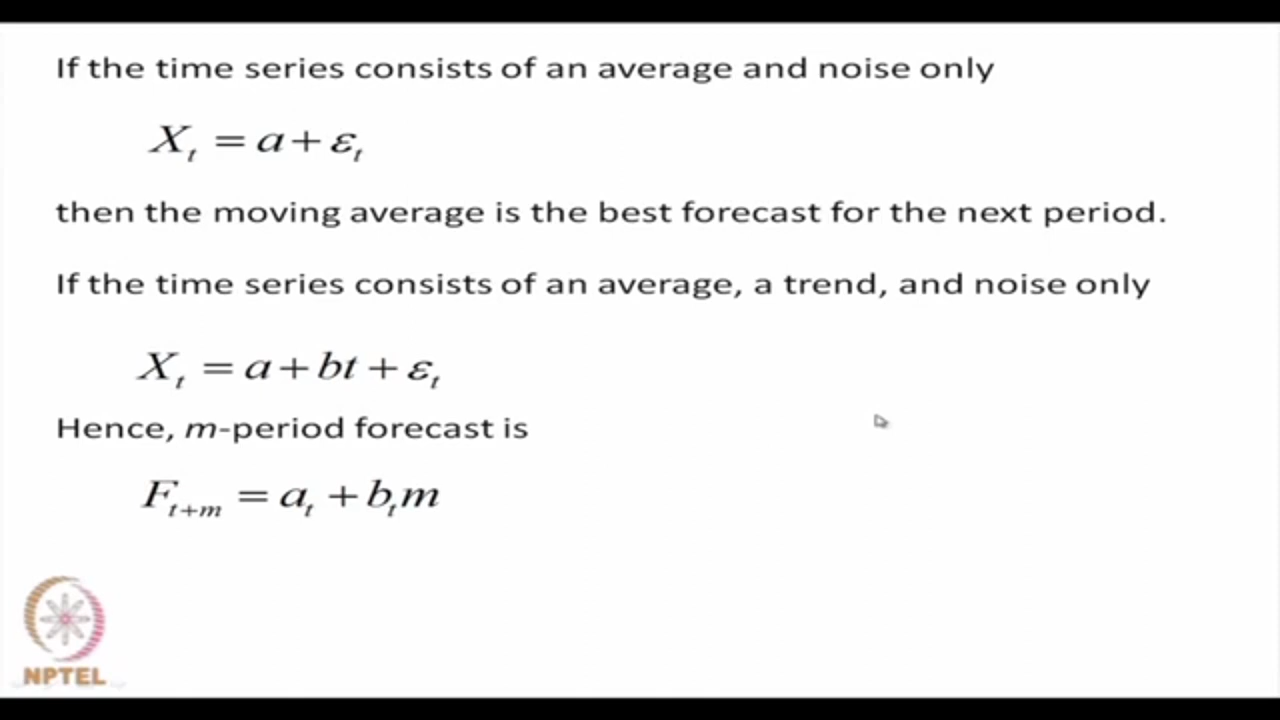 If the time series consists of an average and noise only
Xₜ = a + εₜ
then the moving average is the best forecast for the next period.
If the time series consists of an average, a trend, and noise only
Xₜ = a + bt + εₜ
Hence, m-period forecast is
Fₜ₊ₘ = aₜ + bₜm
NPTEL